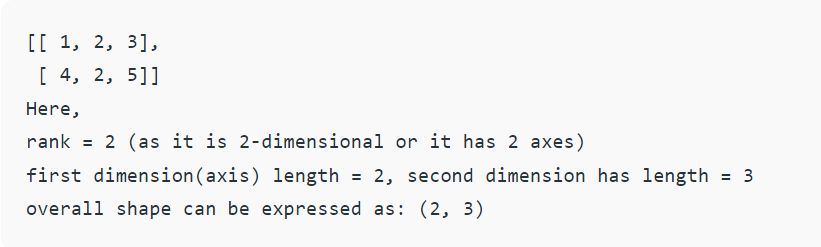 [[ 1, 2, 3],
 [ 4, 2, 5]]
Here,
rank = 2 (as it is 2-dimensional or it has 2 axes)
first dimension(axis) length = 2, second dimension has length = 3
overall shape can be expressed as: (2, 3)